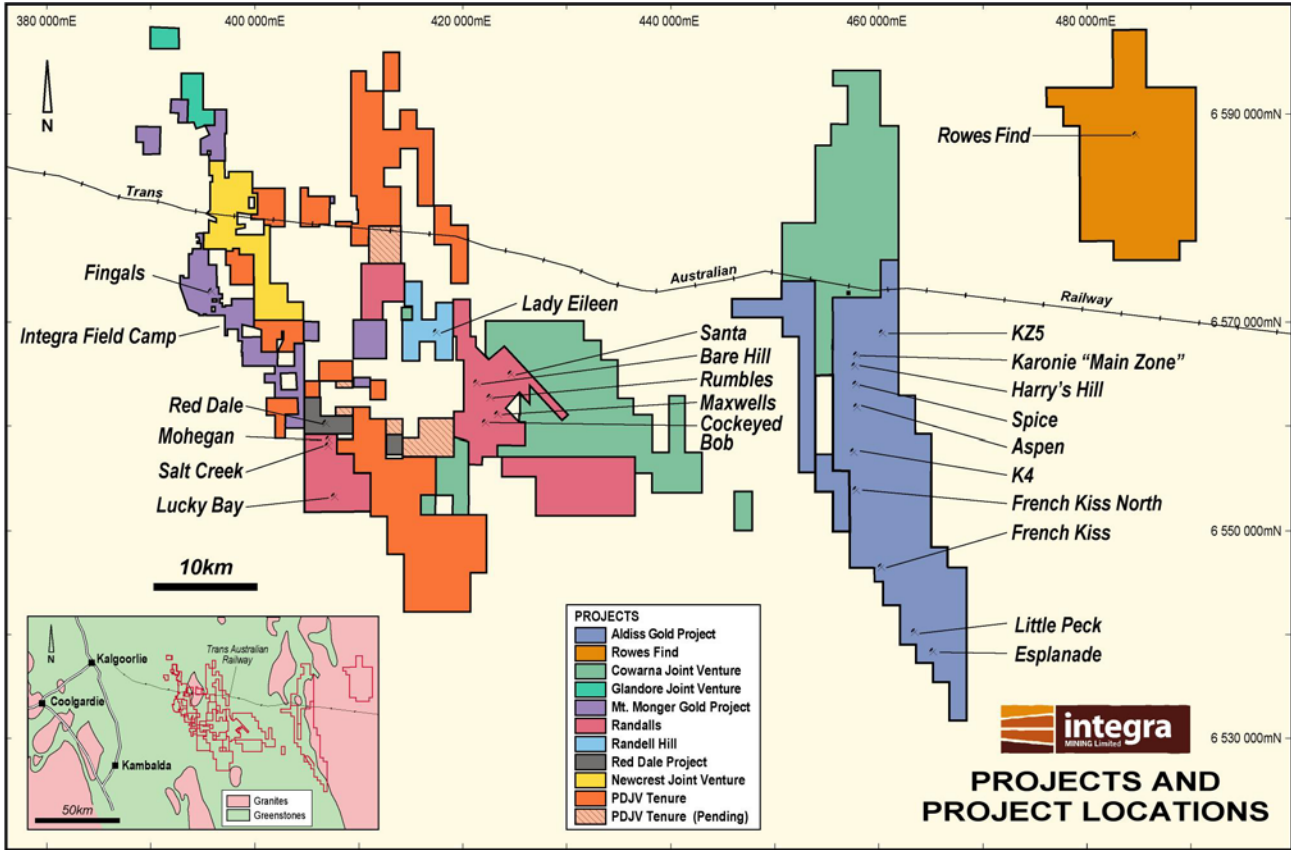 380 000mE
400 000mE
420 000mE
440 000mE
460 000mE
480 000mE
N
6 590 000mN
6 570 000mN
6 550 000mN
6 530 000mN
Rowes Find
Trans
Australian
Railway
Fingals
Integra Field Camp
Red Dale
Mohegan
Salt Creek
Lucky Bay
Lady Eileen
Santa
Bare Hill
Rumbles
Maxwells
Cockeyed
Bob
KZ5
Karonie "Main Zone"
Harry's Hill
Spice
Aspen
K4
French Kiss North
French Kiss
Little Peck
Esplanade
10km
N
Kalgoorlie
Coolgardie
Kambalda
Trans Australian
Railway
50km
Granites
Greenstones
PROJECTS
Aldiss Gold Project
Rowes Find
Cowarna Joint Venture
Glandore Joint Venture
Mt. Monger Gold Project
Randalls
Randell Hill
Red Dale Project
Newcrest Joint Venture
PDJV Tenure
PDJV Tenure (Pending)
integra
MINING Limited
PROJECTS AND
PROJECT LOCATIONS